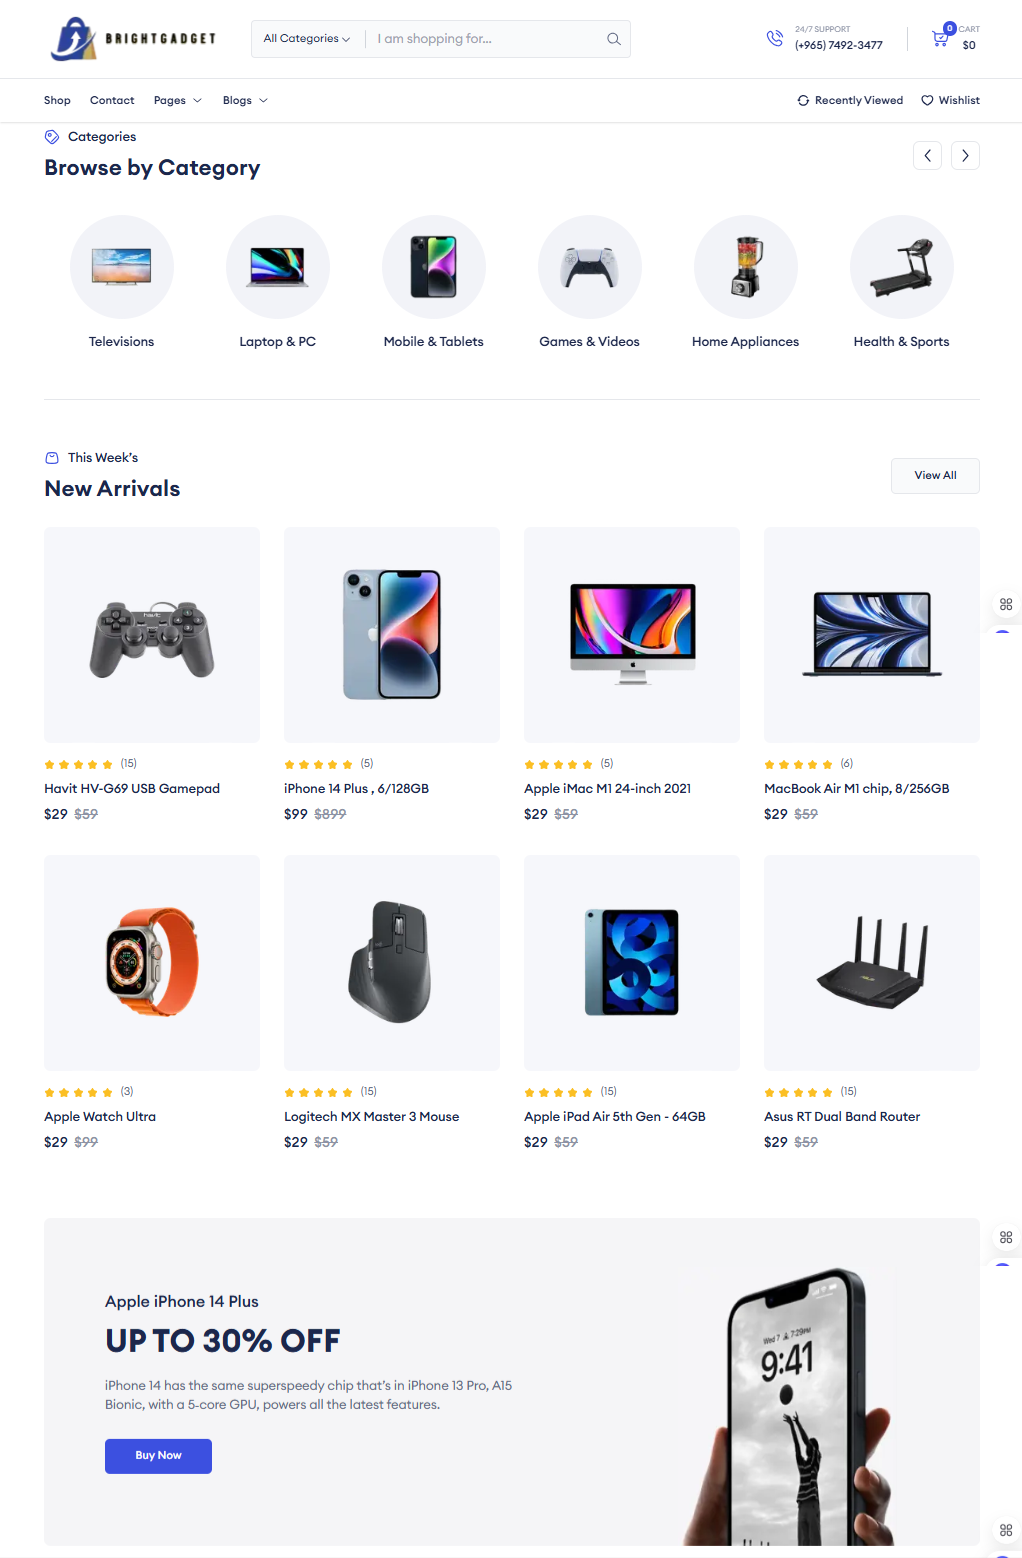 BRIGHTGADGET
All Categories
I am shopping for...
24/7 SUPPORT
(+965) 7492-3477
0
CART
$0
Shop
Contact
Pages
Blogs
Recently Viewed
Wishlist
Categories
Browse by Category
Televisions
Laptop & PC
Mobile & Tablets
Games & Videos
Home Appliances
Health & Sports
This Week's
New Arrivals
View All
havit
(15)
Havit HV-G69 USB Gamepad
$29 $59
(5)
iPhone 14 Plus , 6/128GB
$99 $899
(5)
Apple iMac M1 24-inch 2021
$29 $59
(6)
MacBook Air M1 chip, 8/256GB
$29 $59
(3)
Apple Watch Ultra
$29 $99
(15)
Logitech MX Master 3 Mouse
$29 $59
(15)
Apple iPad Air 5th Gen - 64GB
$29 $59
(15)
Asus RT Dual Band Router
$29 $59
Apple iPhone 14 Plus
UP TO 30% OFF
iPhone 14 has the same superspeedy chip that's in iPhone 13 Pro, A15
Bionic, with a 5-core GPU, powers all the latest features.
Buy Now
Wed 7 7:29PM
9:41